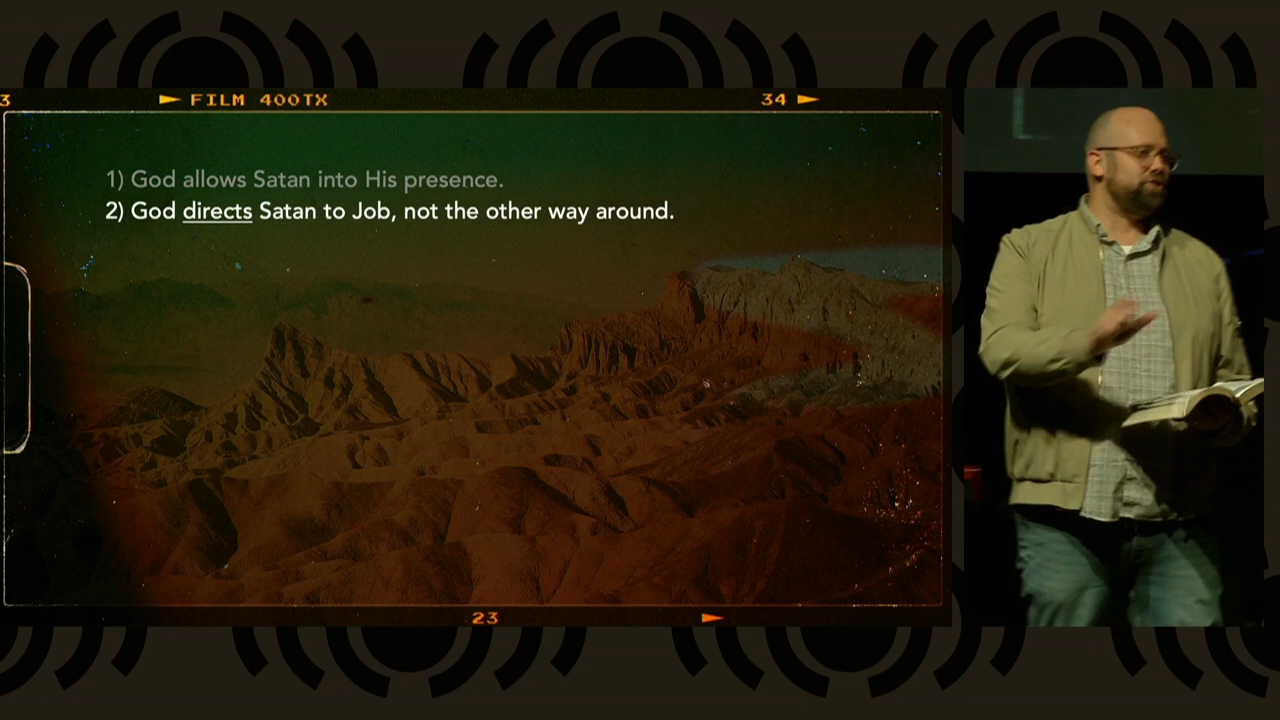 3 FILM 400TX 34
1) God allows Satan into His presence.
2) God directs Satan to Job, not the other way around.
23